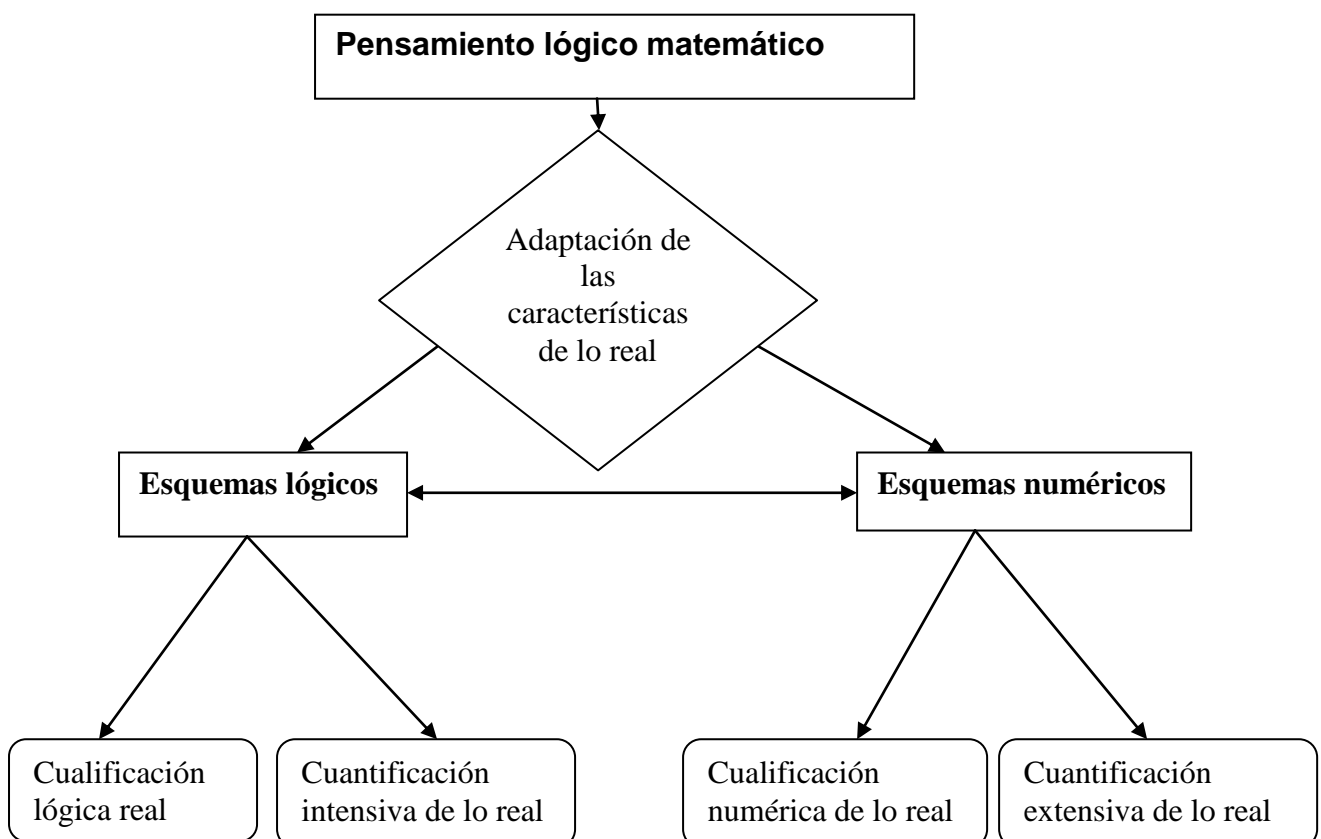 Pensamiento lógico matemático
Adaptación de
las
características
de lo real
Esquemas lógicos
Esquemas numéricos
Cualificación
lógica real
Cuantificación
intensiva de lo real
Cualificación
numérica de lo real
Cuantificación
extensiva de lo real